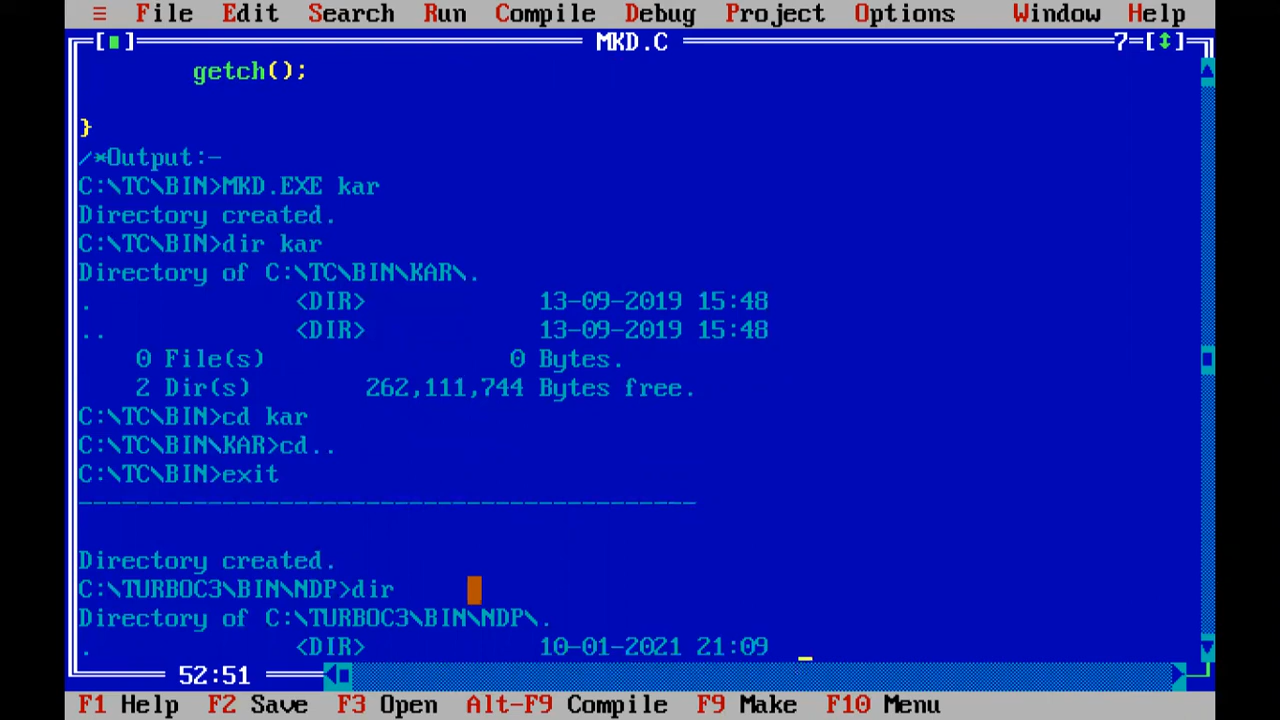 ≡ File Edit Search Run Compile Debug Project Options Window Help
[■] MKD.C 7=[↕]
getch();
}
/*Output:-
C:\TC\BIN>MKD.EXE kar
Directory created.
C:\TC\BIN>dir kar
Directory of C:\TC\BIN\KAR\.
. <DIR> 13-09-2019 15:48
.. <DIR> 13-09-2019 15:48
0 File(s) 0 Bytes.
2 Dir(s) 262,111,744 Bytes free.
C:\TC\BIN>cd kar
C:\TC\BIN\KAR>cd..
C:\TC\BIN>exit
Directory created.
C:\TURBOC3\BIN\NDP>dir
Directory of C:\TURBOC3\BIN\NDP\.
. <DIR> 10-01-2021 21:09
52:51
F1 Help F2 Save F3 Open Alt-F9 Compile F9 Make F10 Menu